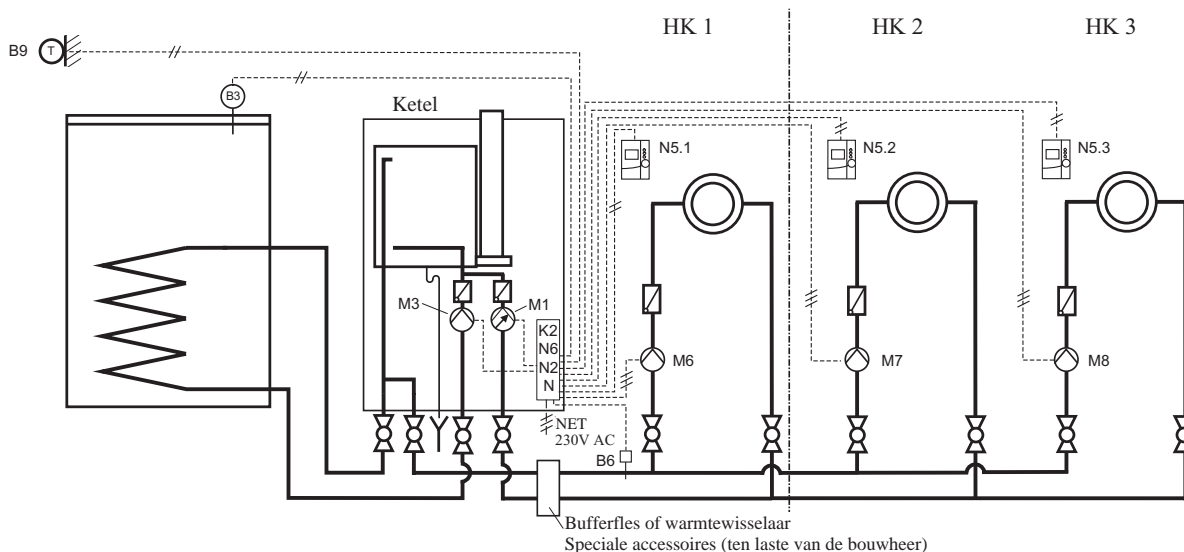 HK 1
HK 2
HK 3
B9
T
B3
Ketel
N5.1
N5.2
N5.3
M3
M1
K2
N6
N2
N
M6
M7
M8
NET
230V AC
B6
Bufferfles of warmtewisselaar
Speciale accessoires (ten laste van de bouwheer)